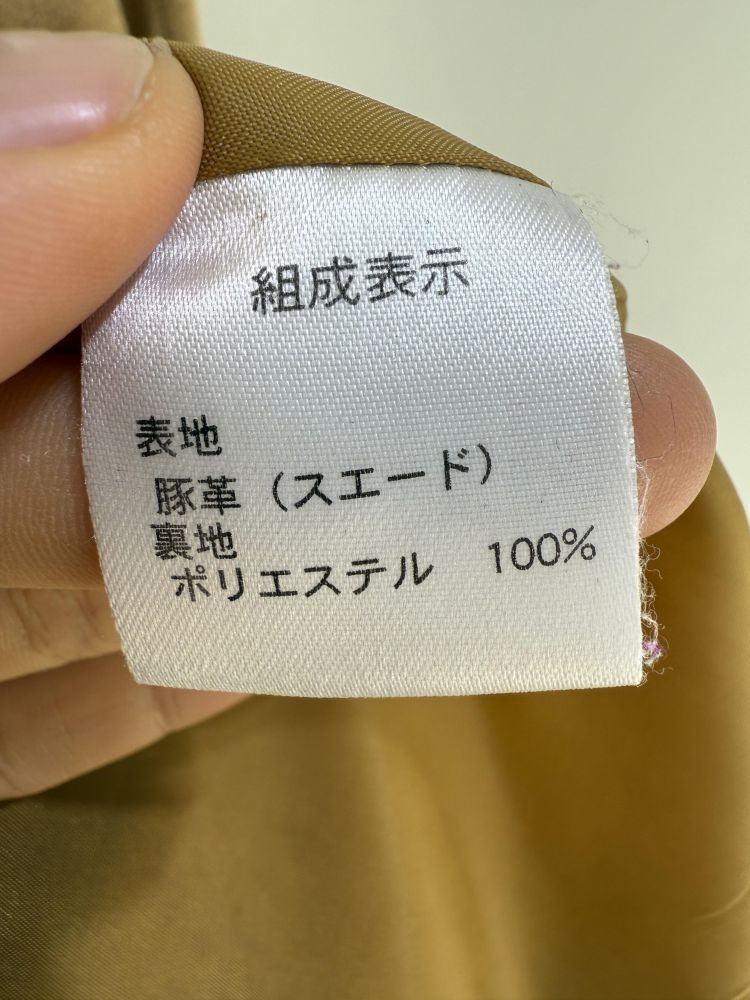 組成表示
表地
豚革（スエード）
裏地
ポリエステル 100%